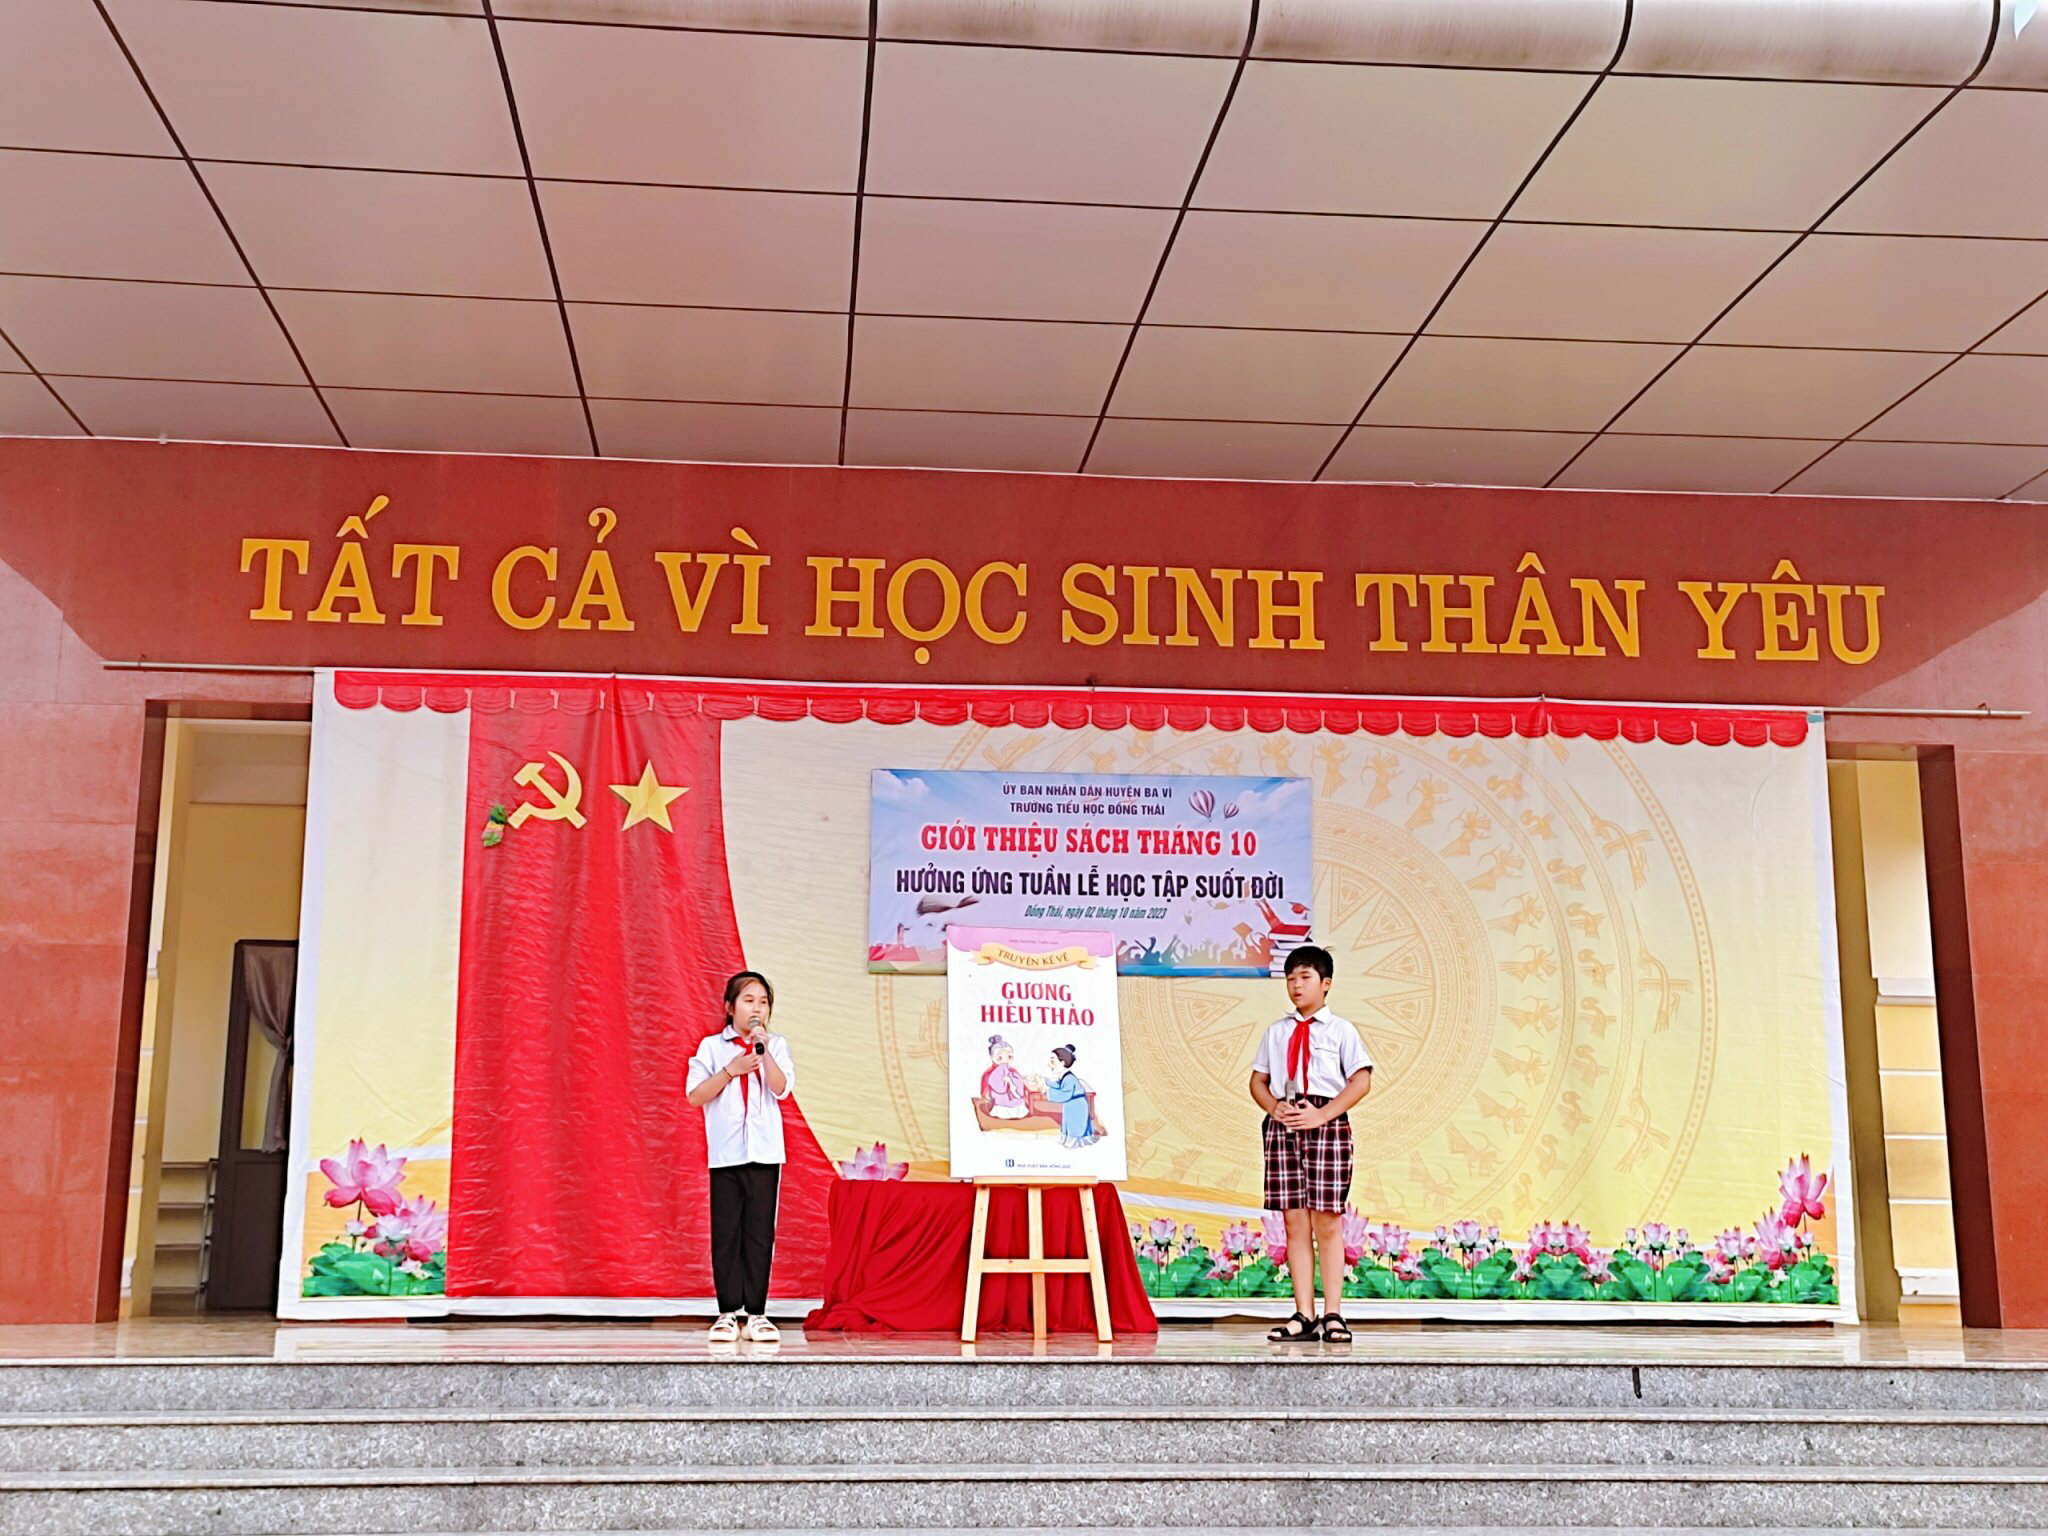 TẤT CẢ VÌ HỌC SINH THÂN YÊU
ỦY BAN NHÂN DÂN HUYỆN BA VÌ
TRƯỜNG TIỂU HỌC ĐỒNG THÁI
GIỚI THIỆU SÁCH THÁNG 10
HƯỞNG ỨNG TUẦN LỄ HỌC TẬP SUỐT ĐỜI
Đồng Thái, ngày 02 tháng 10 năm 2023
TRUYỆN KỂ VỀ
GƯƠNG
HIẾU THẢO